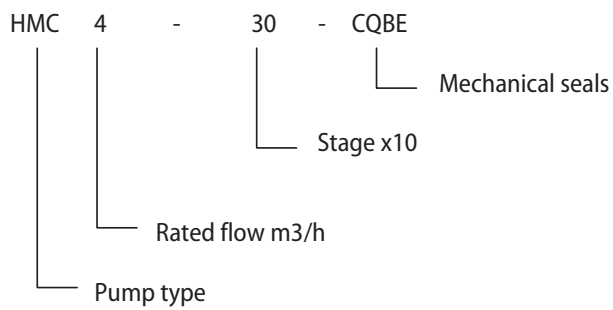 HMC 4 - 30 - CQBE
Mechanical seals
Stage x10
Rated flow m3/h
Pump type